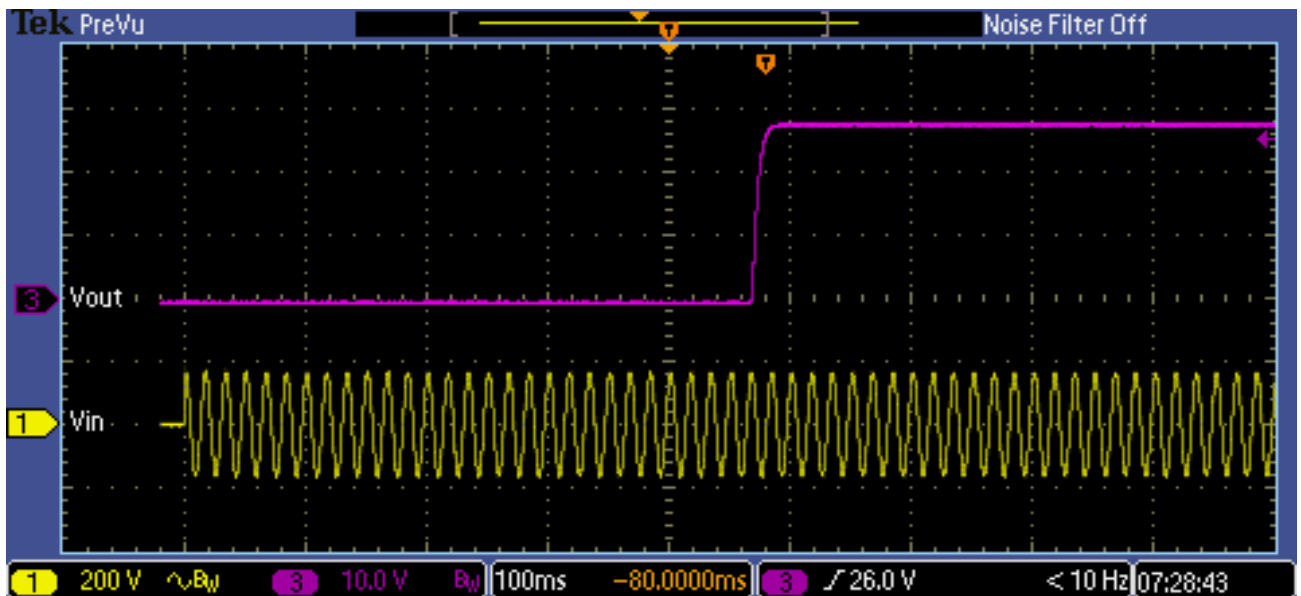 Tek PreVu Noise Filter Off
T
T
3 Vout
1 Vin
1 200 V BW 3 10.0 V BW 100ms -80.0000ms 3 26.0 V < 10 Hz 07:28:43